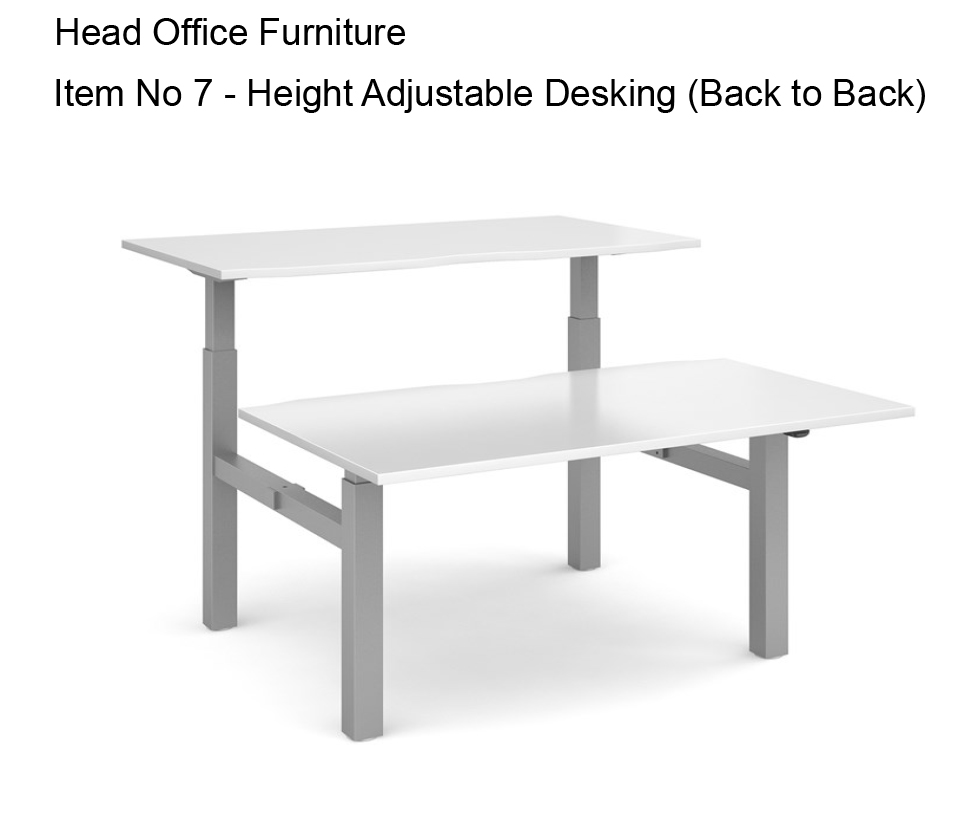 Head Office Furniture
Item No 7 - Height Adjustable Desking (Back to Back)